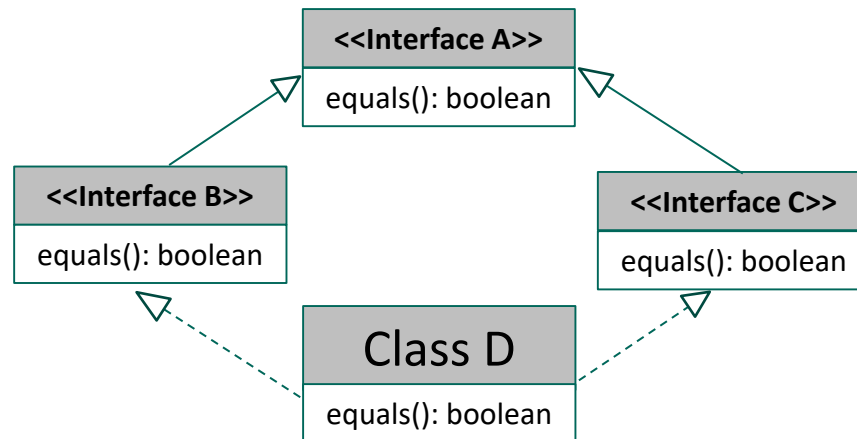 <<Interface A>>
equals(): boolean
<<Interface B>>
equals(): boolean
<<Interface C>>
equals(): boolean
Class D
equals(): boolean